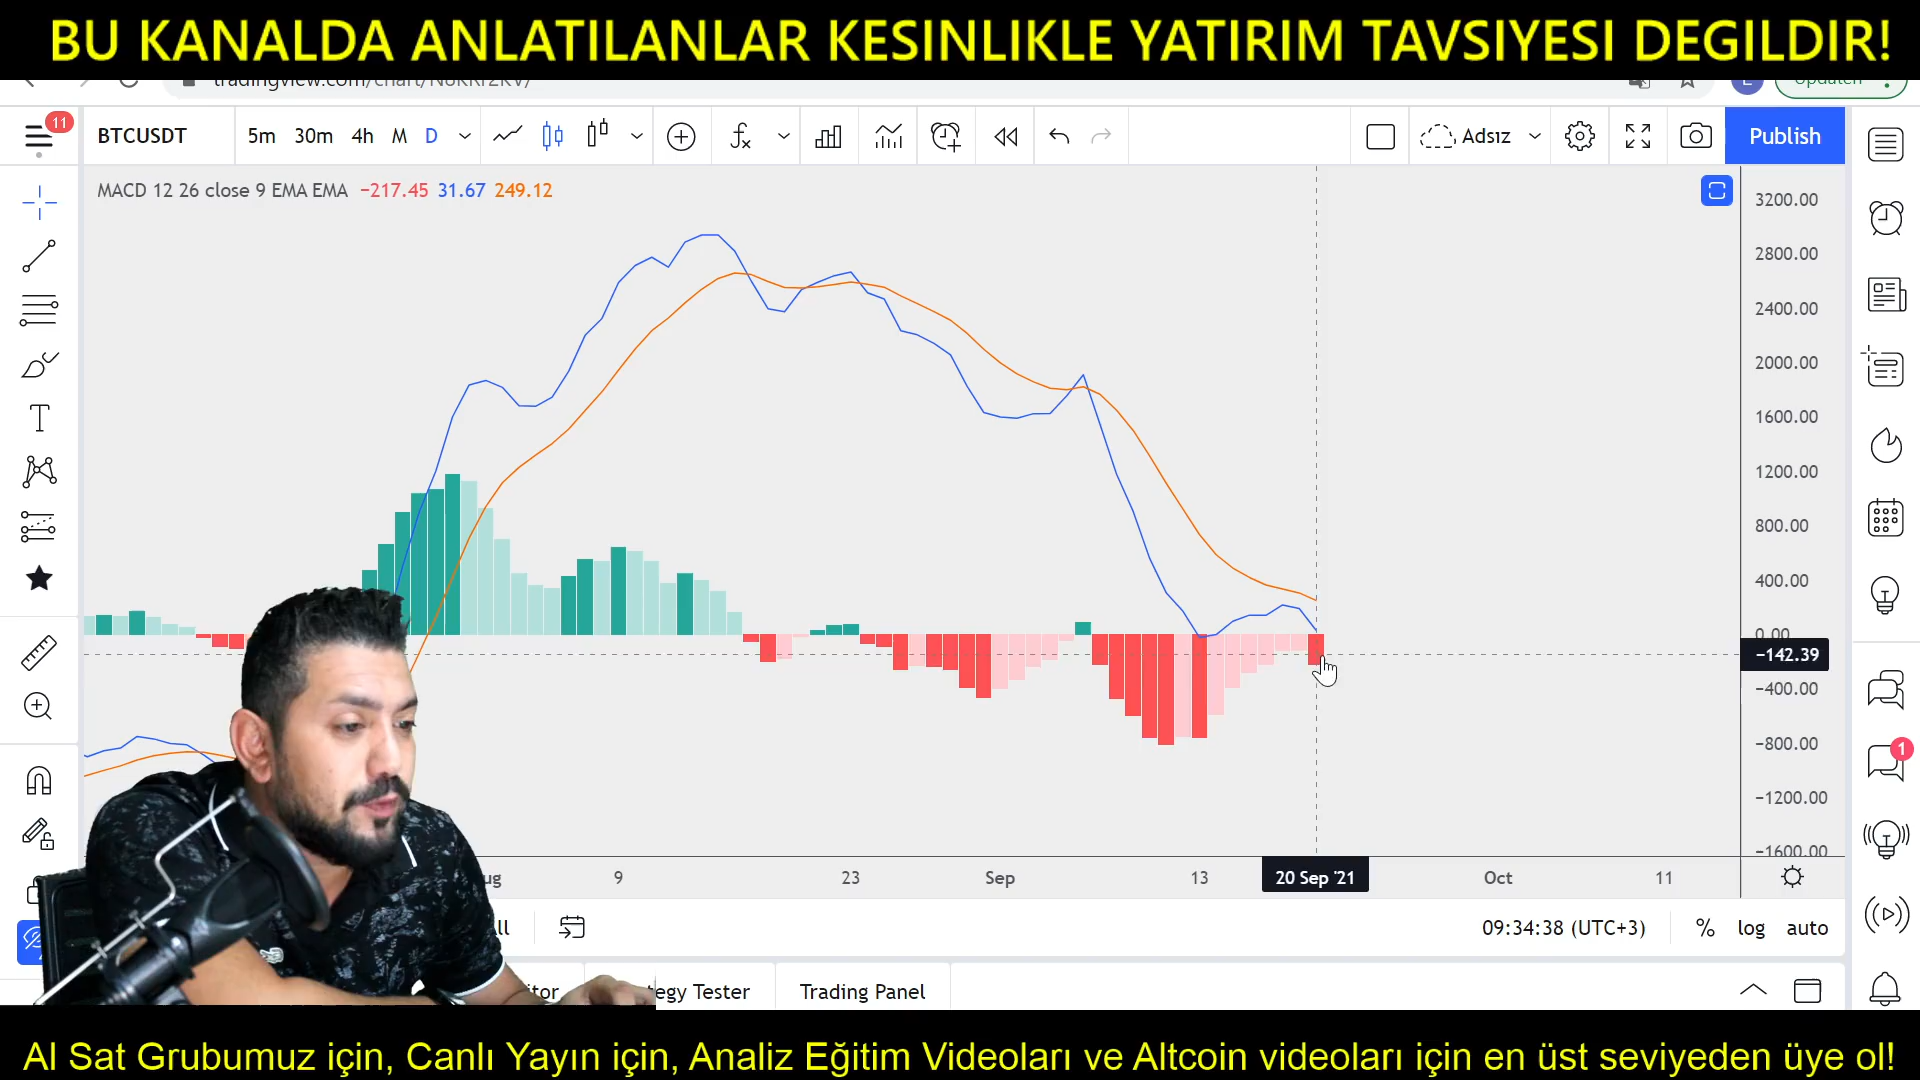 BU KANALDA ANLATILANLAR KESINLIKLE YATIRIM TAVSIYESI DEGILDIR!
11
BTCUSDT 5m 30m 4h M D Adsız Publish
MACD 12 26 close 9 EMA EMA −217.45 31.67 249.12
3200.00
2800.00
2400.00
2000.00
1600.00
1200.00
800.00
400.00
0.00
−142.39
−400.00
−800.00
−1200.00
−1600.00
1
9 23 Sep 13 20 Sep '21 Oct 11
09:34:38 (UTC+3) % log auto
Tester Trading Panel
Al Sat Grubumuz için, Canlı Yayın için, Analiz Eğitim Videoları ve Altcoin videoları için en üst seviyeden üye ol!